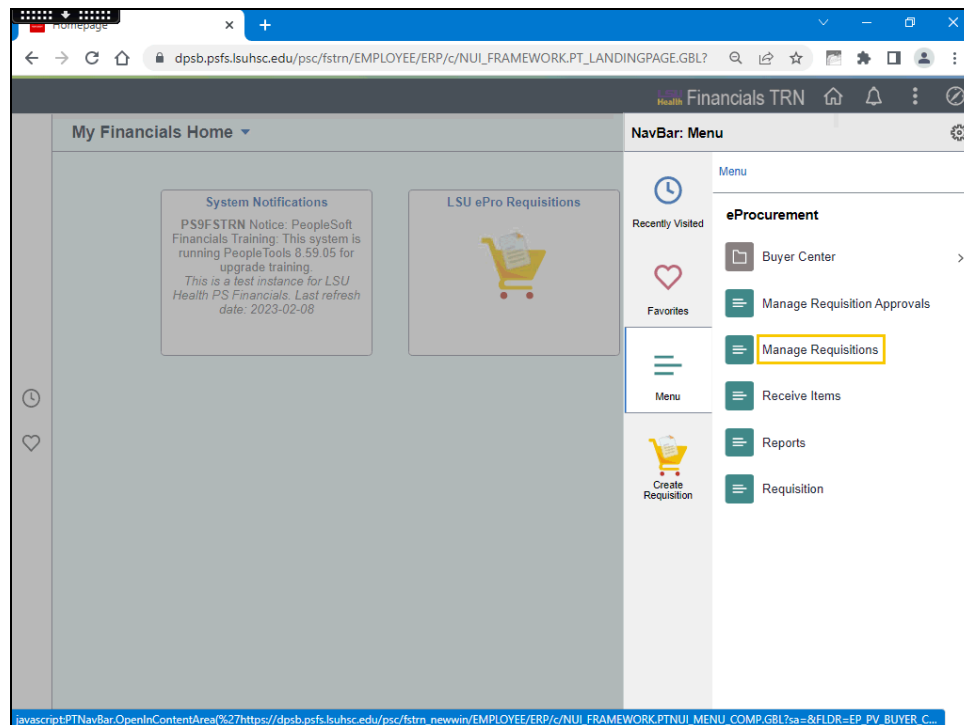 Homepage
dpsb.psfs.lsuhsc.edu/psc/fstrn/EMPLOYEE/ERP/c/NUI_FRAMEWORK.PT_LANDINGPAGE.GBL?
Health Financials TRN
My Financials Home
NavBar: Menu
System Notifications
PS9FSTRN Notice: PeopleSoft
Financials Training: This system is
running PeopleTools 8.59.05 for
upgrade training.
This is a test instance for LSU
Health PS Financials. Last refresh
date: 2023-02-08
LSU ePro Requisitions
Recently Visited
Favorites
Menu
Create
Requisition
Menu
eProcurement
Buyer Center
Manage Requisition Approvals
Manage Requisitions
Receive Items
Reports
Requisition
javascript:PTNavBar.OpenInContentArea(%27https://dpsb.psfs.lsuhsc.edu/psc/fstrn_newwin/EMPLOYEE/ERP/c/NUI_FRAMEWORK.PTNUI_MENU_COMP.GBL?sa=&FLDR=EP_PV_BUYER_C...